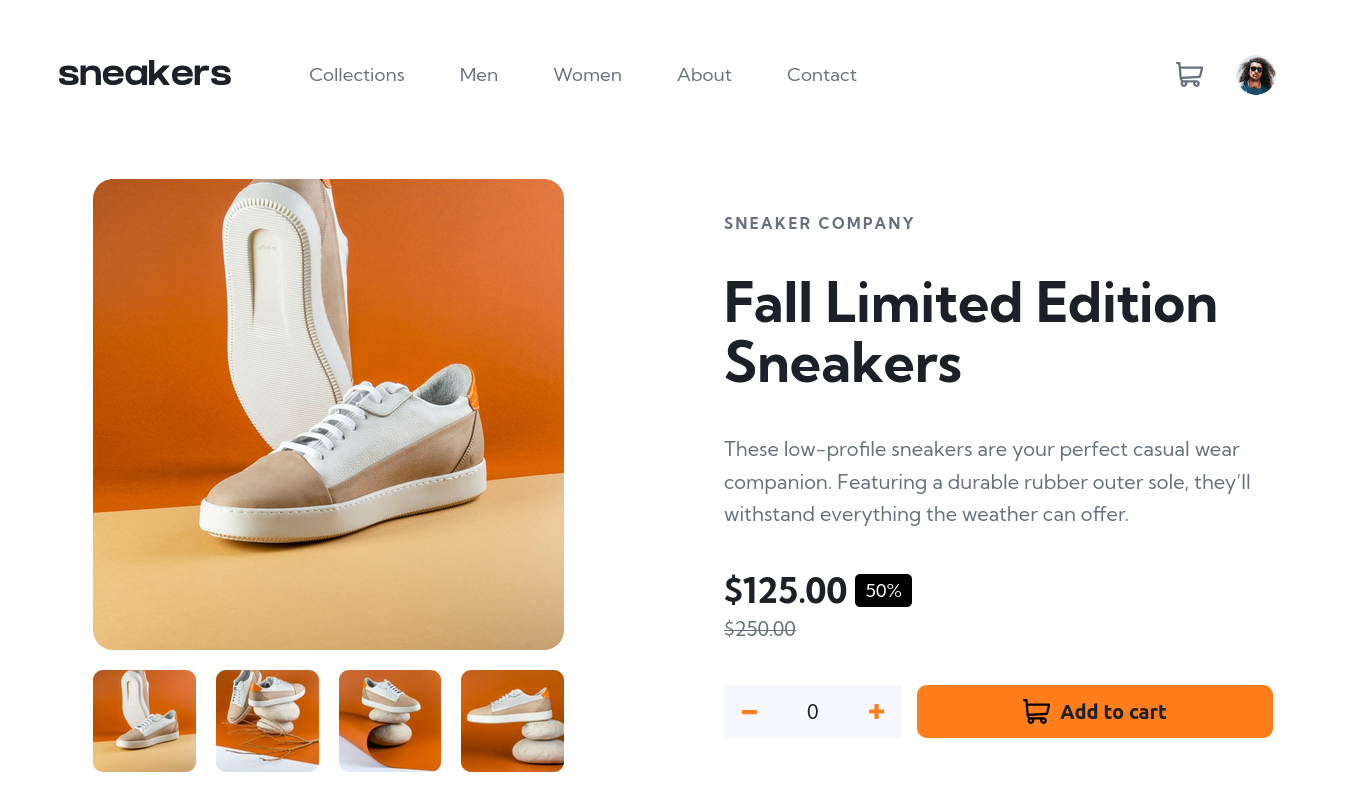 sneakers
Collections
Men
Women
About
Contact
SNEAKER COMPANY
Fall Limited Edition
Sneakers
These low-profile sneakers are your perfect casual wear
companion. Featuring a durable rubber outer sole, they’ll
withstand everything the weather can offer.
$125.00 50%
$250.00
0
Add to cart